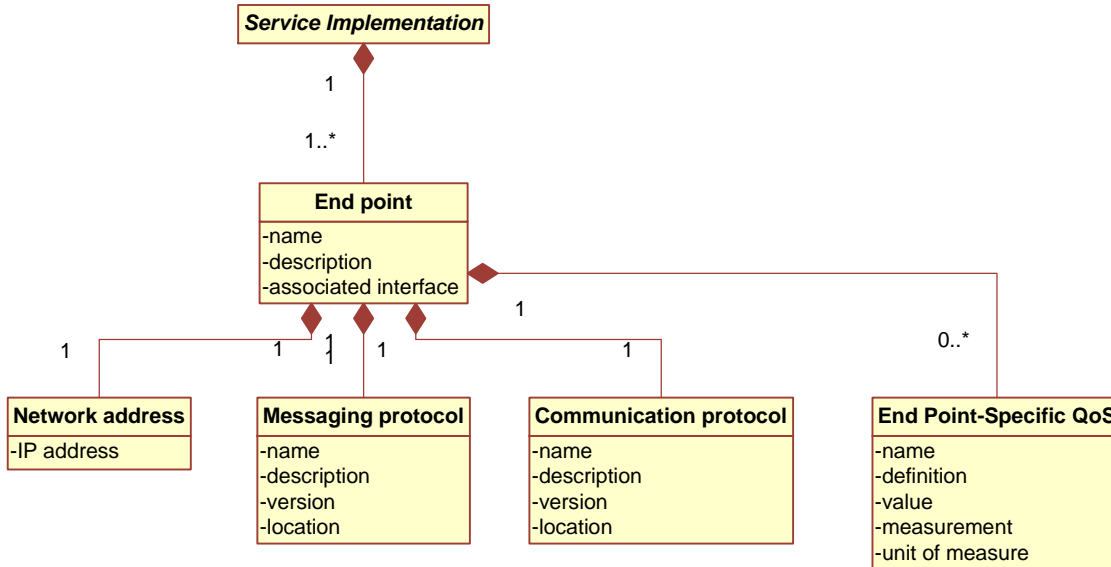 Service Implementation
1
1..*
End point
-name
-description
-associated interface
1
1
1
1
1
1
1
0..*
Network address
-IP address
Messaging protocol
-name
-description
-version
-location
Communication protocol
-name
-description
-version
-location
End Point-Specific QoS
-name
-definition
-value
-measurement
-unit of measure